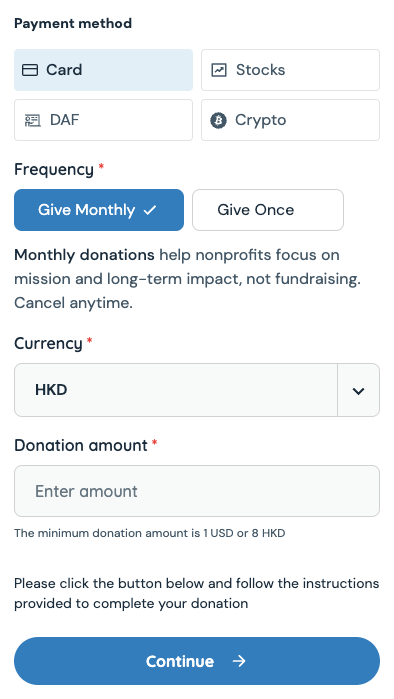 Payment method
Card
Stocks
DAF
Crypto
Frequency *
Give Monthly
Give Once
Monthly donations help nonprofits focus on
mission and long-term impact, not fundraising.
Cancel anytime.
Currency *
HKD
Donation amount *
Enter amount
The minimum donation amount is 1 USD or 8 HKD
Please click the button below and follow the instructions
provided to complete your donation
Continue